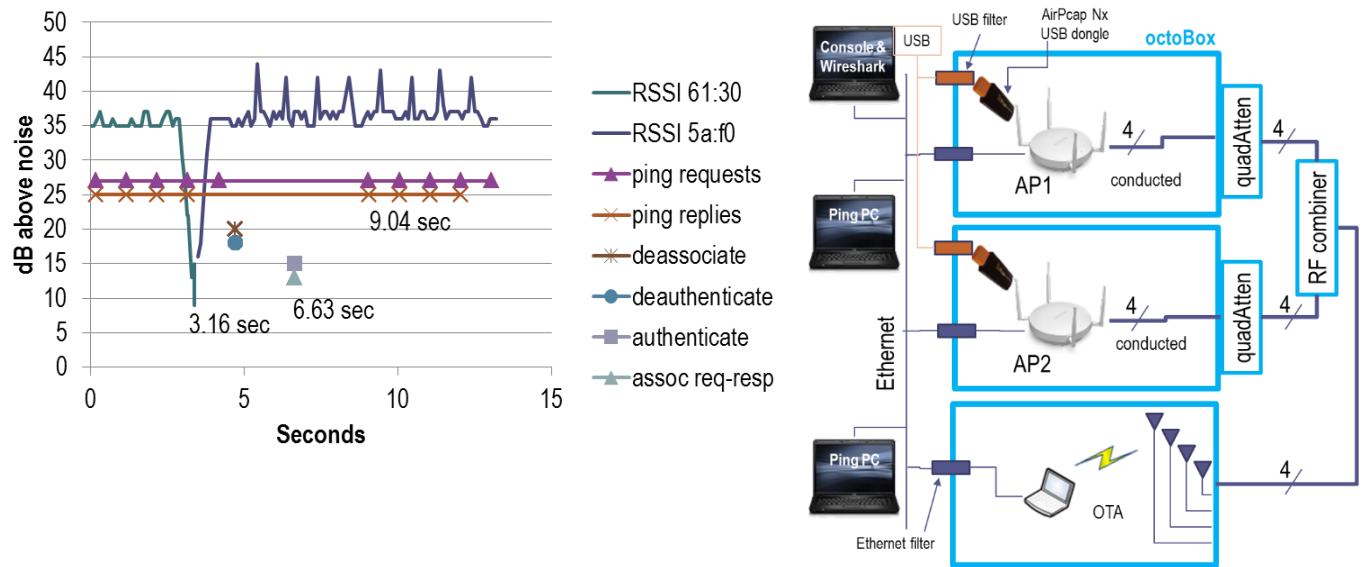 50
45
40
35
30
25
20
15
10
5
0
dB above noise
0
5
10
15
Seconds
9.04 sec
3.16 sec
6.63 sec
RSSI 61:30
RSSI 5a:f0
ping requests
ping replies
deassociate
deauthenticate
authenticate
assoc req-resp
Console &
Wireshark
USB
USB filter
AirPcap Nx
USB dongle
octoBox
AP1
4
conducted
quadAtten
4
Ping PC
RF combiner
AP2
4
conducted
quadAtten
4
Ethernet
Ping PC
Ethernet filter
OTA
4